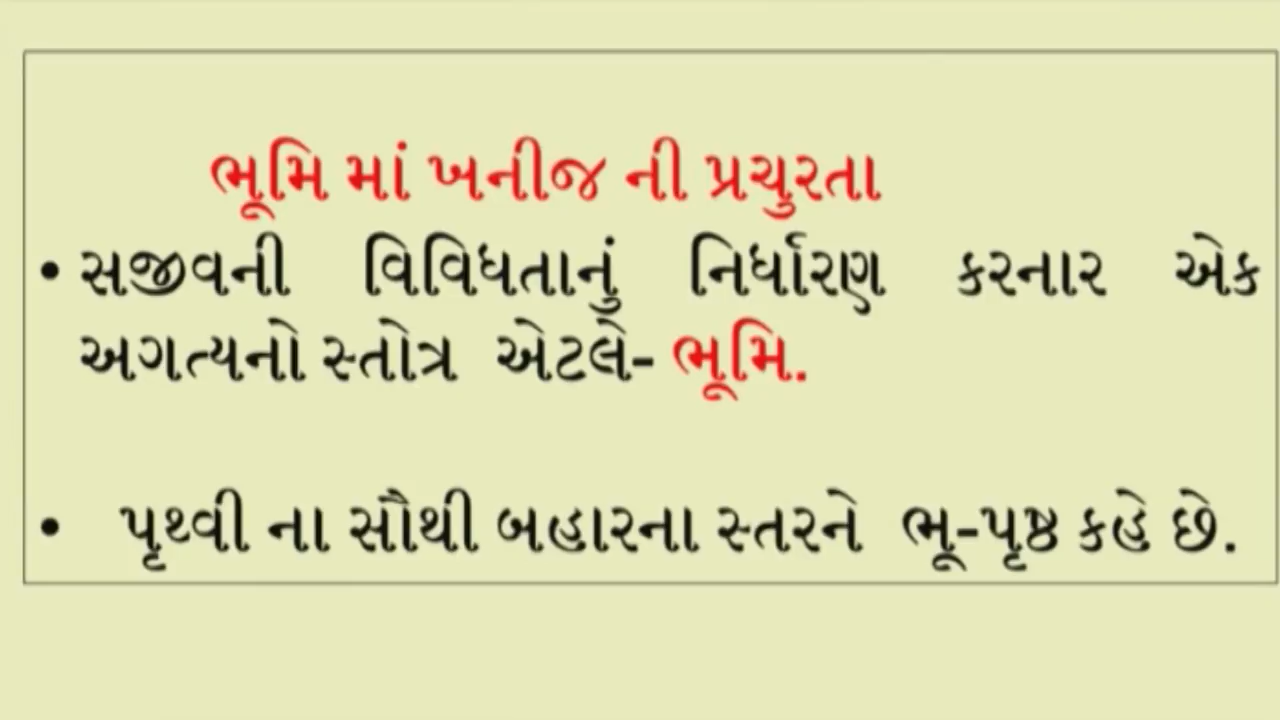 ભૂમિ માં ખનીજ ની પ્રચુરતા
• સજીવની વિવિધતાનું નિર્ધારણ કરનાર એક
અગત્યનો સ્તોત્ર એટલે- ભૂમિ.
• પૃથ્વી ના સૌથી બહારના સ્તરને ભૂ-પૃષ્ઠ કહે છે.